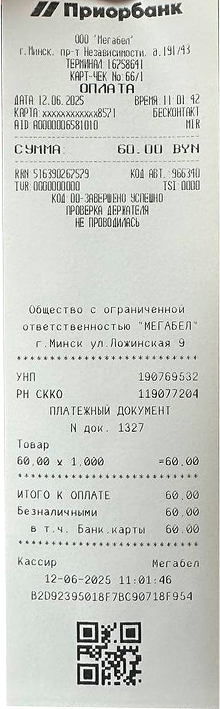 Приорбанк
ООО "Мегабел"
г.Минск. пр-т Независимости. д.191/43
ТЕРМИНАЛ 16258641
КАРТ-ЧЕК No:66/1
ОПЛАТА
ДАТА 12.06.2025 ВРЕМЯ 11 01 42
КАРТА xxxxxxxxxxxx8571 БЕСКОНТАКТ
AID A0000006581010 MIR
СУММА: 60.00 BYN
RRN 516390267579 КОД АВТ. 966340
TVR 0000000000 TSI 0000
КОД 00-ЗАВЕРШЕНО УСПЕШНО
ПРОВЕРКА ДЕРЖАТЕЛЯ
НЕ ПРОВОДИЛАСЬ
Общество с ограниченной
ответственностью "МЕГАБЕЛ"
г.Минск ул.Ложинская 9
***************************
УНП 190769532
РН СККО 119077204
ПЛАТЕЖНЫЙ ДОКУМЕНТ
N док. 1327
Товар
60,00 x 1,000 =60,00
***************************
ИТОГО К ОПЛАТЕ 60,00
Безналичными 60,00
в т.ч. Банк.карты 60,00
***************************
Кассир Мегабел
12-06-2025 11:01:46
B2D92395018F7BC90718F954